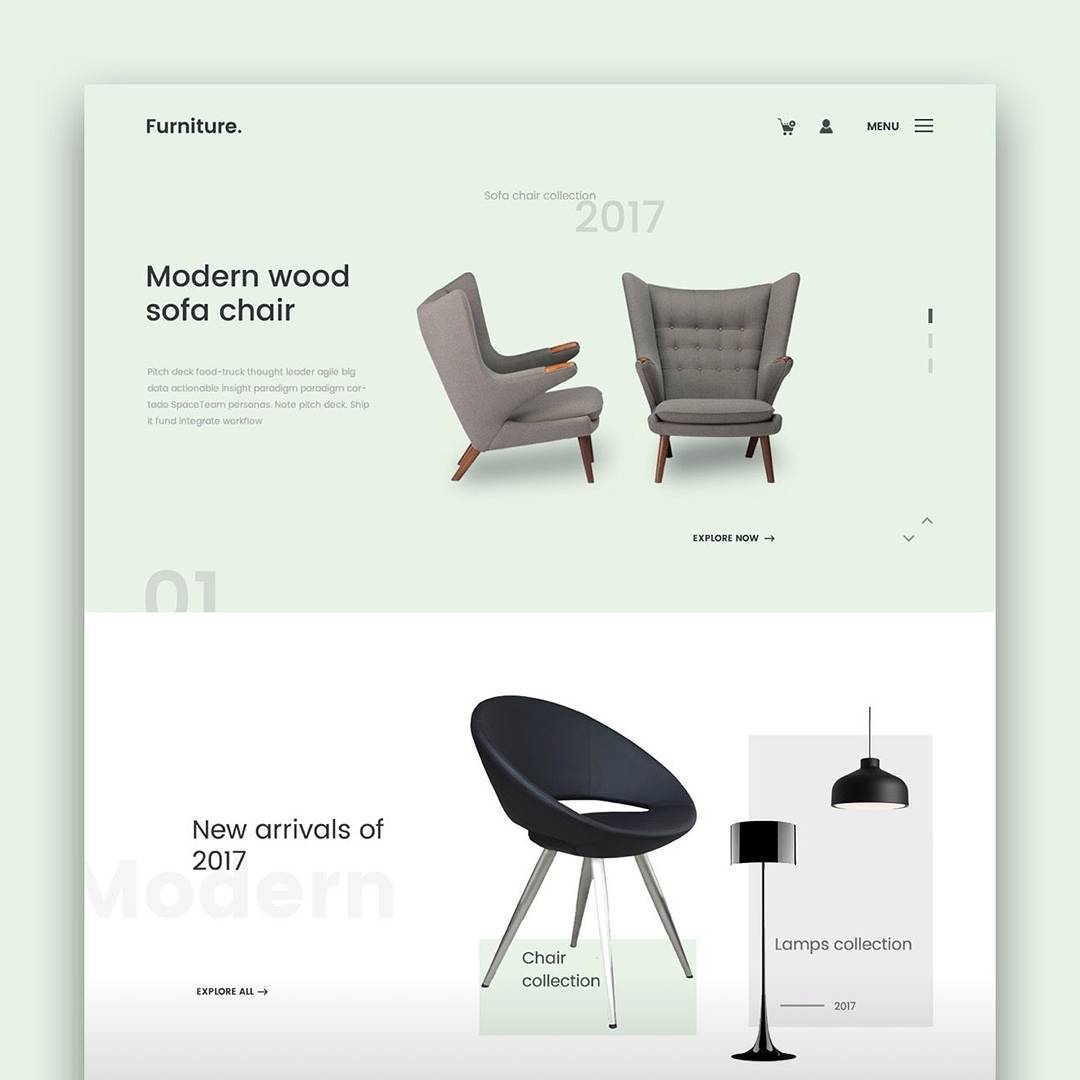 Furniture.
MENU
Sofa chair collection
2017
Modern wood
sofa chair
Pitch deck food-truck thought leader agile big
data actionable insight paradigm paradigm cor-
tado SpaceTeam personas. Note pitch deck. Ship
it fund integrate workflow
EXPLORE NOW
01
New arrivals of
2017
Modern
EXPLORE ALL
Chair
collection
Lamps collection
2017